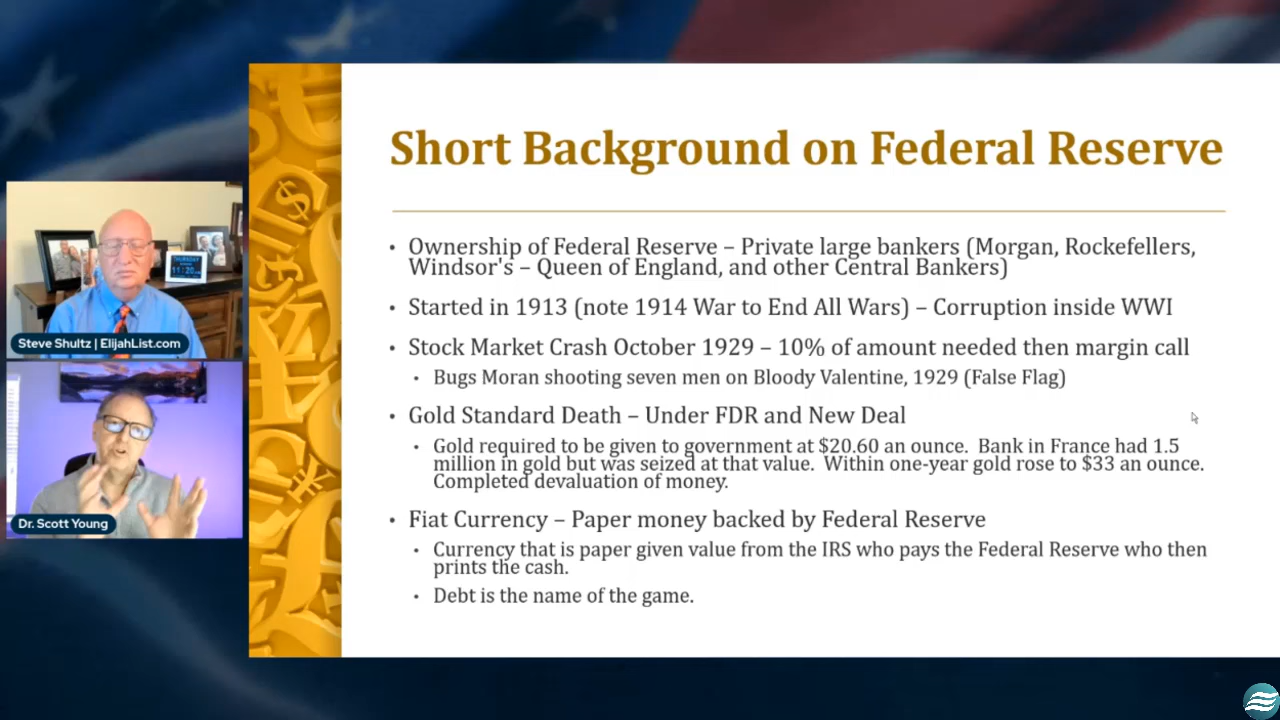 Short Background on Federal Reserve
• Ownership of Federal Reserve – Private large bankers (Morgan, Rockefellers,
Windsor's – Queen of England, and other Central Bankers)
• Started in 1913 (note 1914 War to End All Wars) – Corruption inside WWI
• Stock Market Crash October 1929 – 10% of amount needed then margin call
• Bugs Moran shooting seven men on Bloody Valentine, 1929 (False Flag)
• Gold Standard Death – Under FDR and New Deal
• Gold required to be given to government at $20.60 an ounce. Bank in France had 1.5
million in gold but was seized at that value. Within one-year gold rose to $33 an ounce.
Completed devaluation of money.
• Fiat Currency – Paper money backed by Federal Reserve
• Currency that is paper given value from the IRS who pays the Federal Reserve who then
prints the cash.
• Debt is the name of the game.
THURSDAY
Steve Shultz | ElijahList.com
Dr. Scott Young